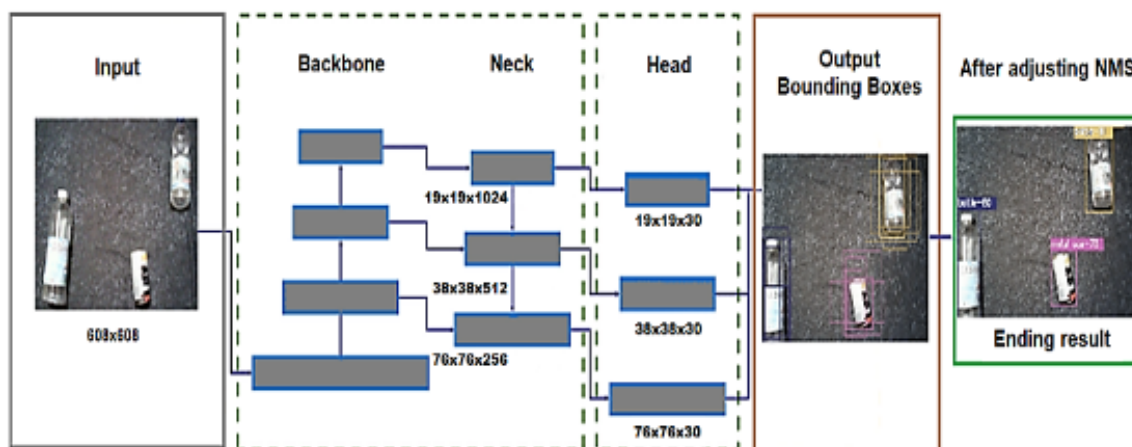 Input
608x608
Backbone
Neck
19x19x1024
38x38x512
76x76x256
Head
19x19x30
38x38x30
76x76x30
Output
Bounding Boxes
After adjusting NMS
Ending result